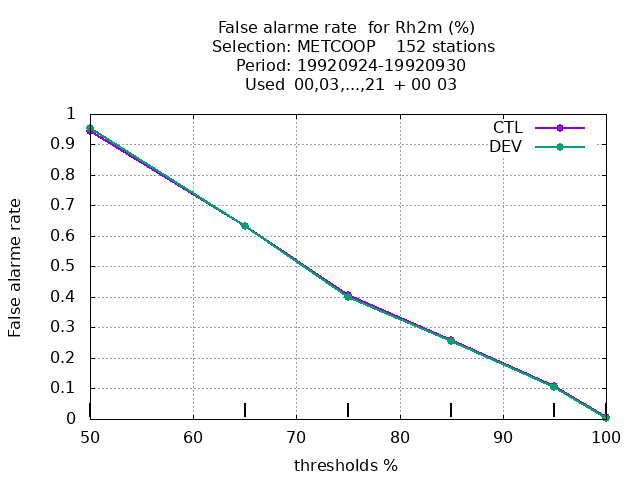 False alarme rate  for Rh2m (%)
Selection: METCOOP    152 stations
Period: 19920924-19920930
Used  00,03,...,21  + 00 03
CTL
DEV
1
0.9
0.8
0.7
0.6
0.5
0.4
0.3
0.2
0.1
0
False alarme rate
50 60 70 80 90 100
thresholds %